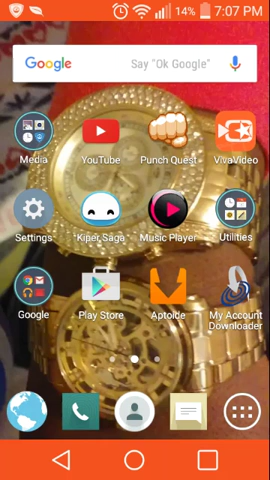 14% 7:07 PM
Google Say "Ok Google"
Media YouTube Punch Quest VivaVideo
Settings Kiper Saga Music Player Utilities
Google Play Store Aptoide My Account
Downloader